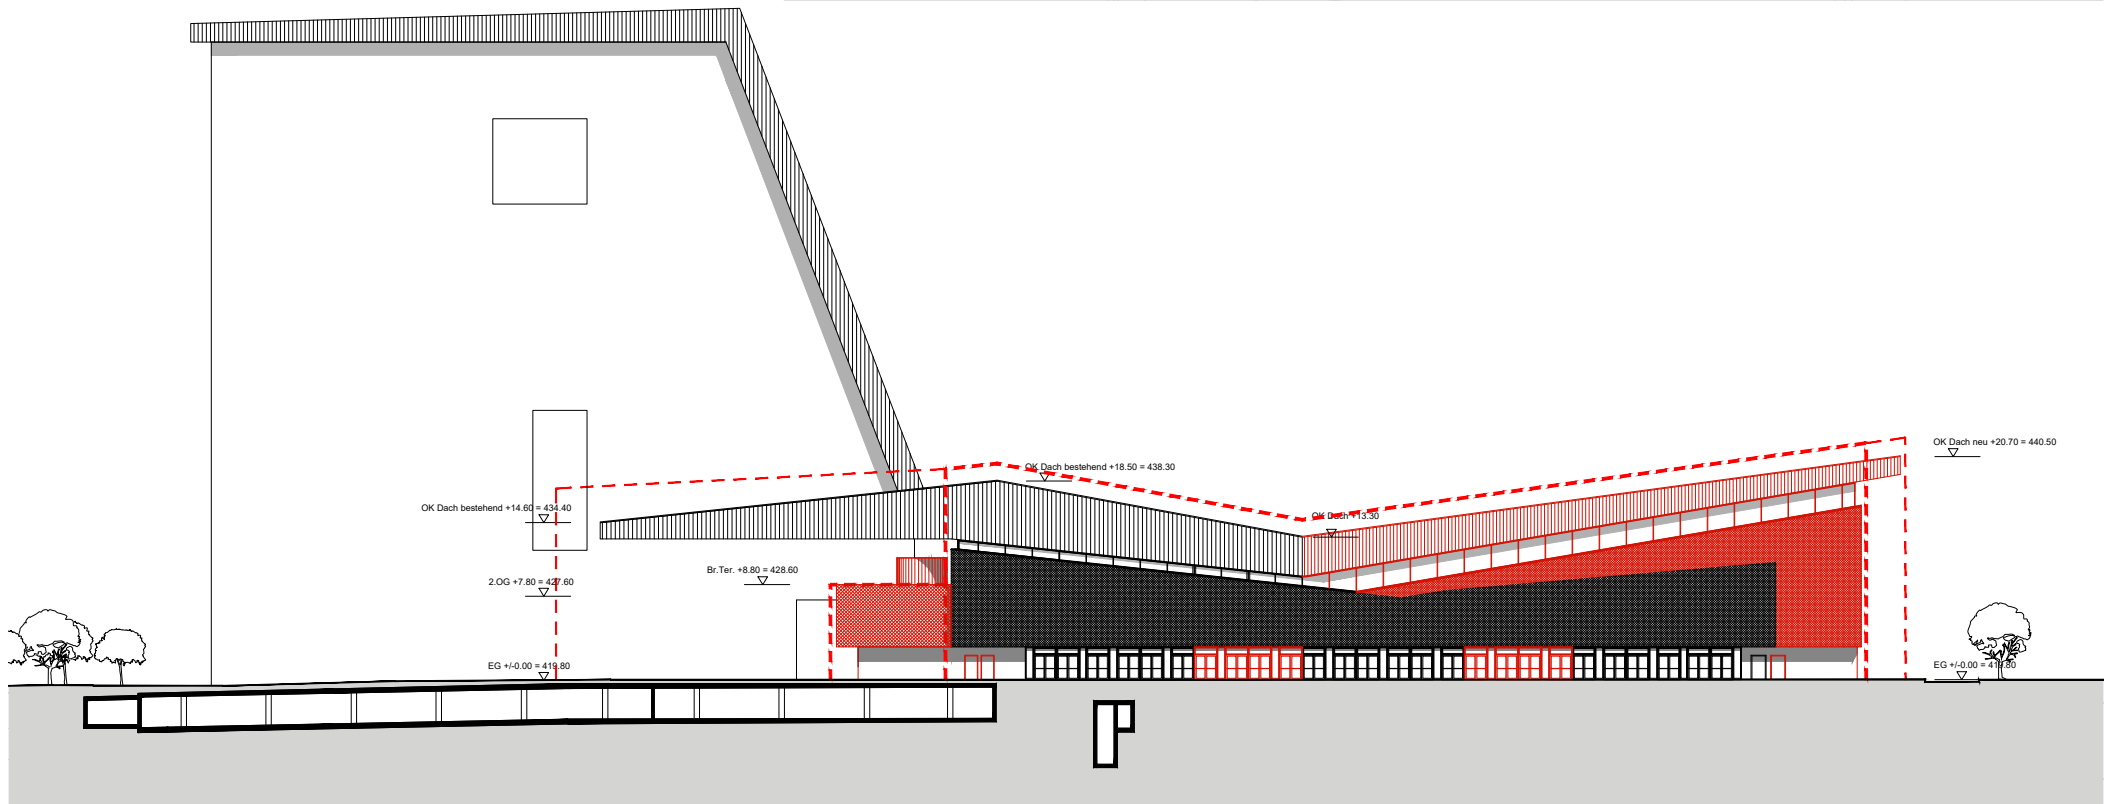 OK Dach neu +20.70 = 440.50
OK Dach bestehend +18.50 = 438.30
OK Dach bestehend +14.60 = 434.40
OK Dach +13.30
Br.Ter. +8.80 = 428.60
2.OG +7.80 = 427.60
EG +/-0.00 = 419.80
EG +/-0.00 = 419.80